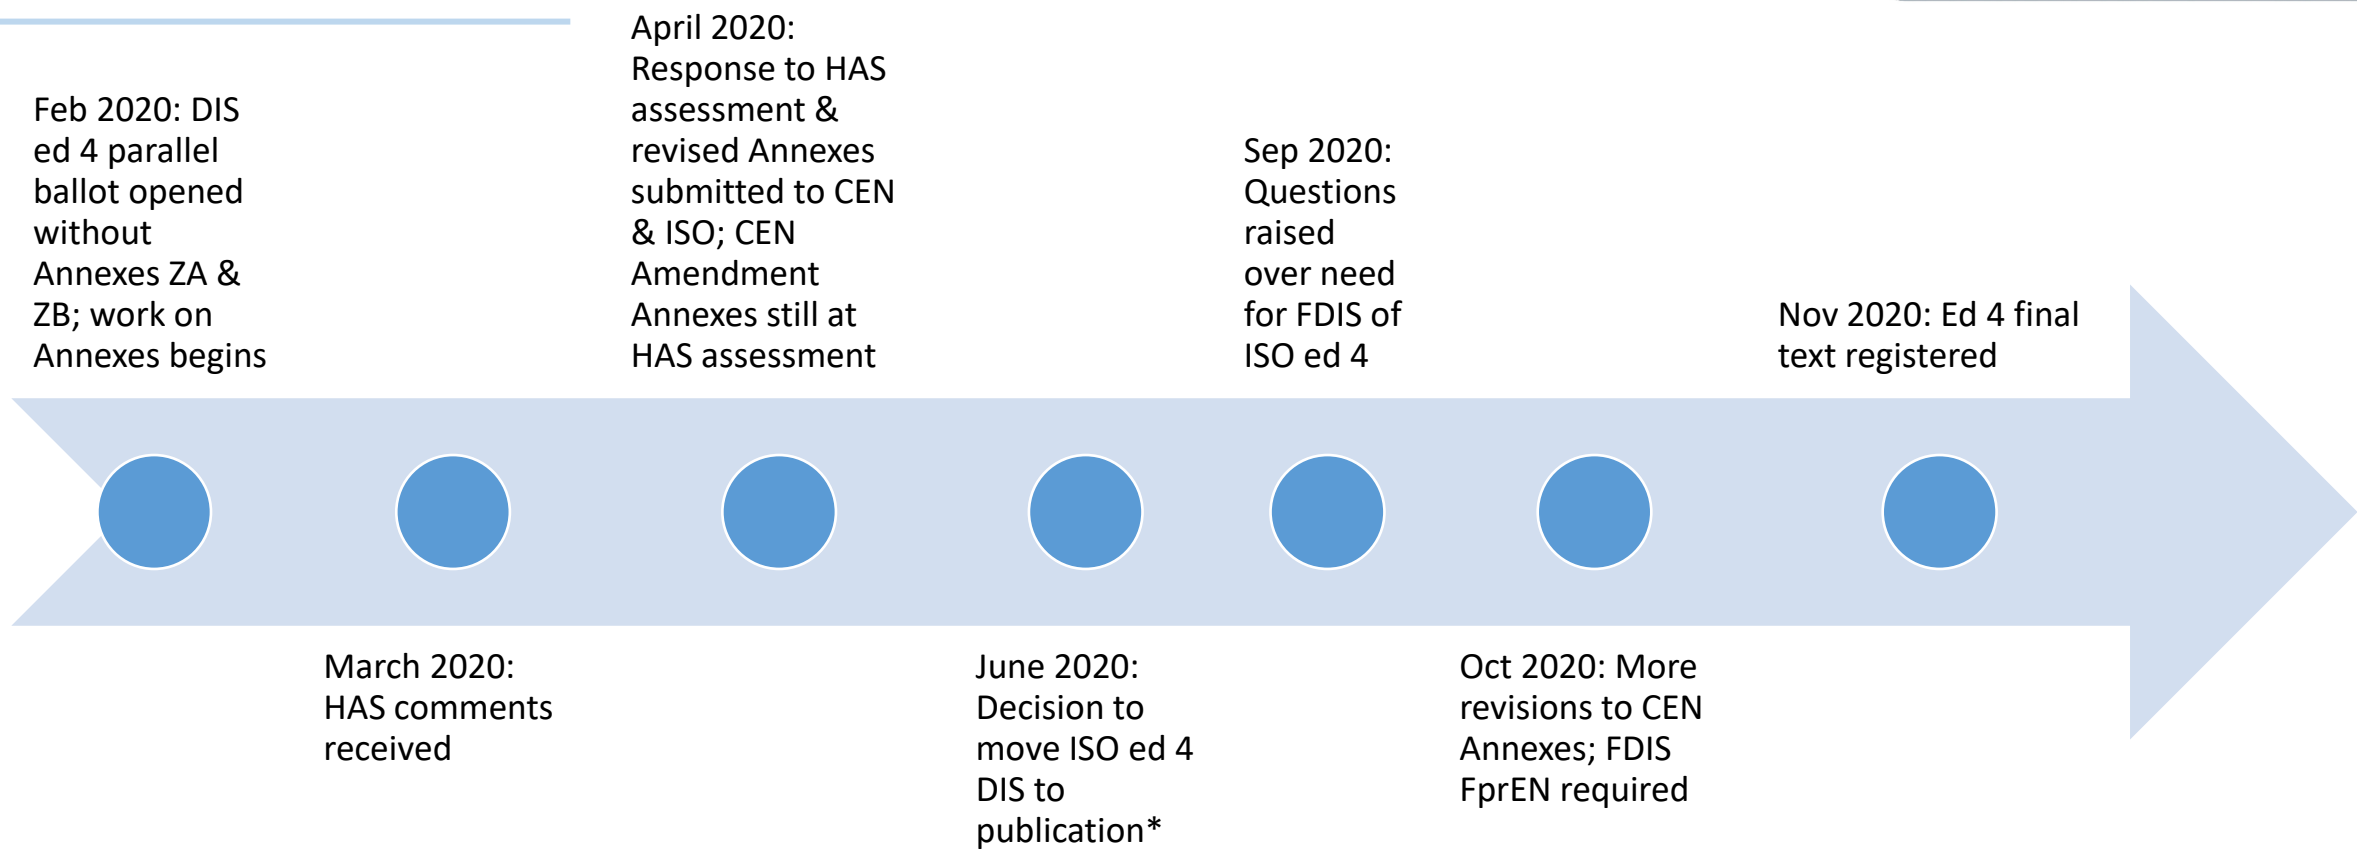 Feb 2020: DIS
ed 4 parallel
ballot opened
without
Annexes ZA &
ZB; work on
Annexes begins
March 2020:
HAS comments
received
April 2020:
Response to HAS
assessment &
revised Annexes
submitted to CEN
& ISO; CEN
Amendment
Annexes still at
HAS assessment
June 2020:
Decision to
move ISO ed 4
DIS to
publication*
Sep 2020:
Questions
raised
over need
for FDIS of
ISO ed 4
Oct 2020: More
revisions to CEN
Annexes; FDIS
FprEN required
Nov 2020: Ed 4 final
text registered